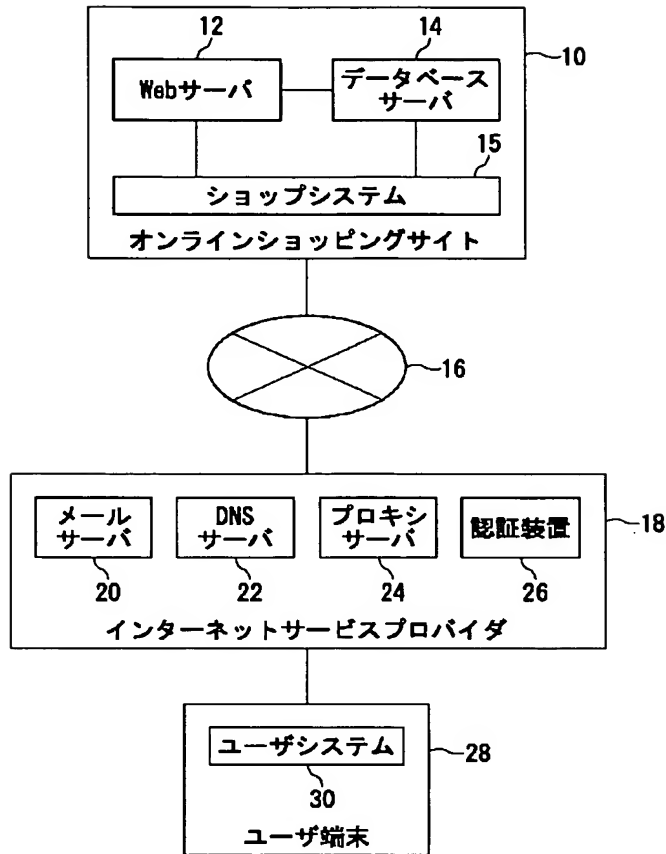 12
14
10
Webサーバ
データベース
サーバ
15
ショップシステム
オンラインショッピングサイト
16
メール
サーバ
DNS
サーバ
プロキシ
サーバ
認証装置
18
20
22
24
26
インターネットサービスプロバイダ
ユーザシステム
28
30
ユーザ端末